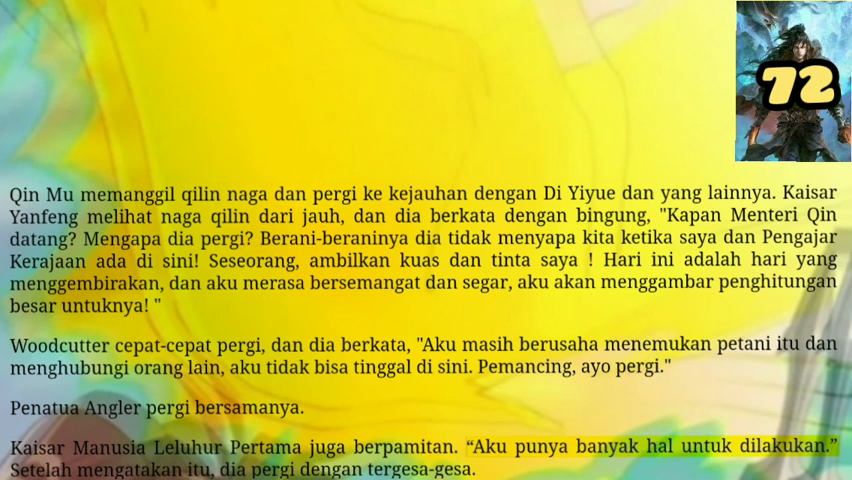 72
Qin Mu memanggil qilin naga dan pergi ke kejauhan dengan Di Yiyue dan yang lainnya. Kaisar
Yanfeng melihat naga qilin dari jauh, dan dia berkata dengan bingung, "Kapan Menteri Qin
datang? Mengapa dia pergi? Berani-beraninya dia tidak menyapa kita ketika saya dan Pengajar
Kerajaan ada di sini! Seseorang, ambilkan kuas dan tinta saya ! Hari ini adalah hari yang
menggembirakan, dan aku merasa bersemangat dan segar, aku akan menggambar penghitungan
besar untuknya! "
Woodcutter cepat-cepat pergi, dan dia berkata, "Aku masih berusaha menemukan petani itu dan
menghubungi orang lain, aku tidak bisa tinggal di sini. Pemancing, ayo pergi."
Penatua Angler pergi bersamanya.
Kaisar Manusia Leluhur Pertama juga berpamitan. “Aku punya banyak hal untuk dilakukan.”
Setelah mengatakan itu, dia pergi dengan tergesa-gesa.